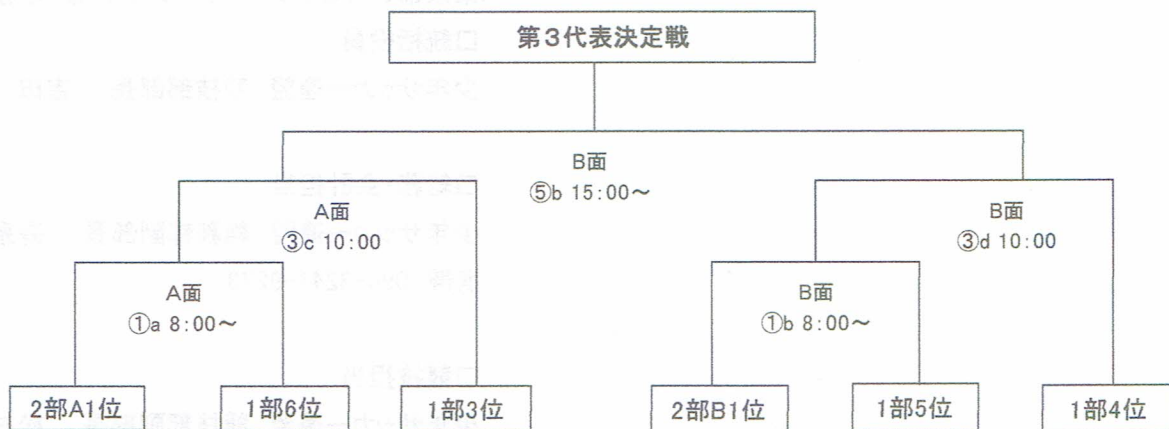 第3代表決定戦
B面
⑤b 15:00~
A面
③c 10:00
B面
③d 10:00
A面
①a 8:00~
B面
①b 8:00~
2部A1位
1部6位
1部3位
2部B1位
1部5位
1部4位